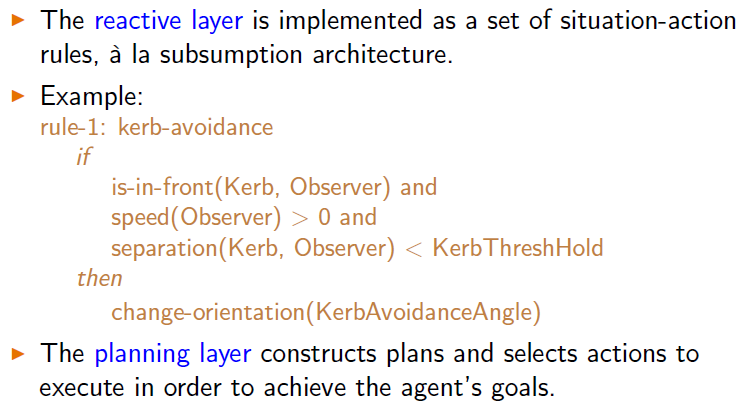 ► The reactive layer is implemented as a set of situation-action
rules, à la subsumption architecture.
► Example:
rule-1: kerb-avoidance
if
is-in-front(Kerb, Observer) and
speed(Observer) > 0 and
separation(Kerb, Observer) < KerbThreshHold
then
change-orientation(KerbAvoidanceAngle)
► The planning layer constructs plans and selects actions to
execute in order to achieve the agent's goals.